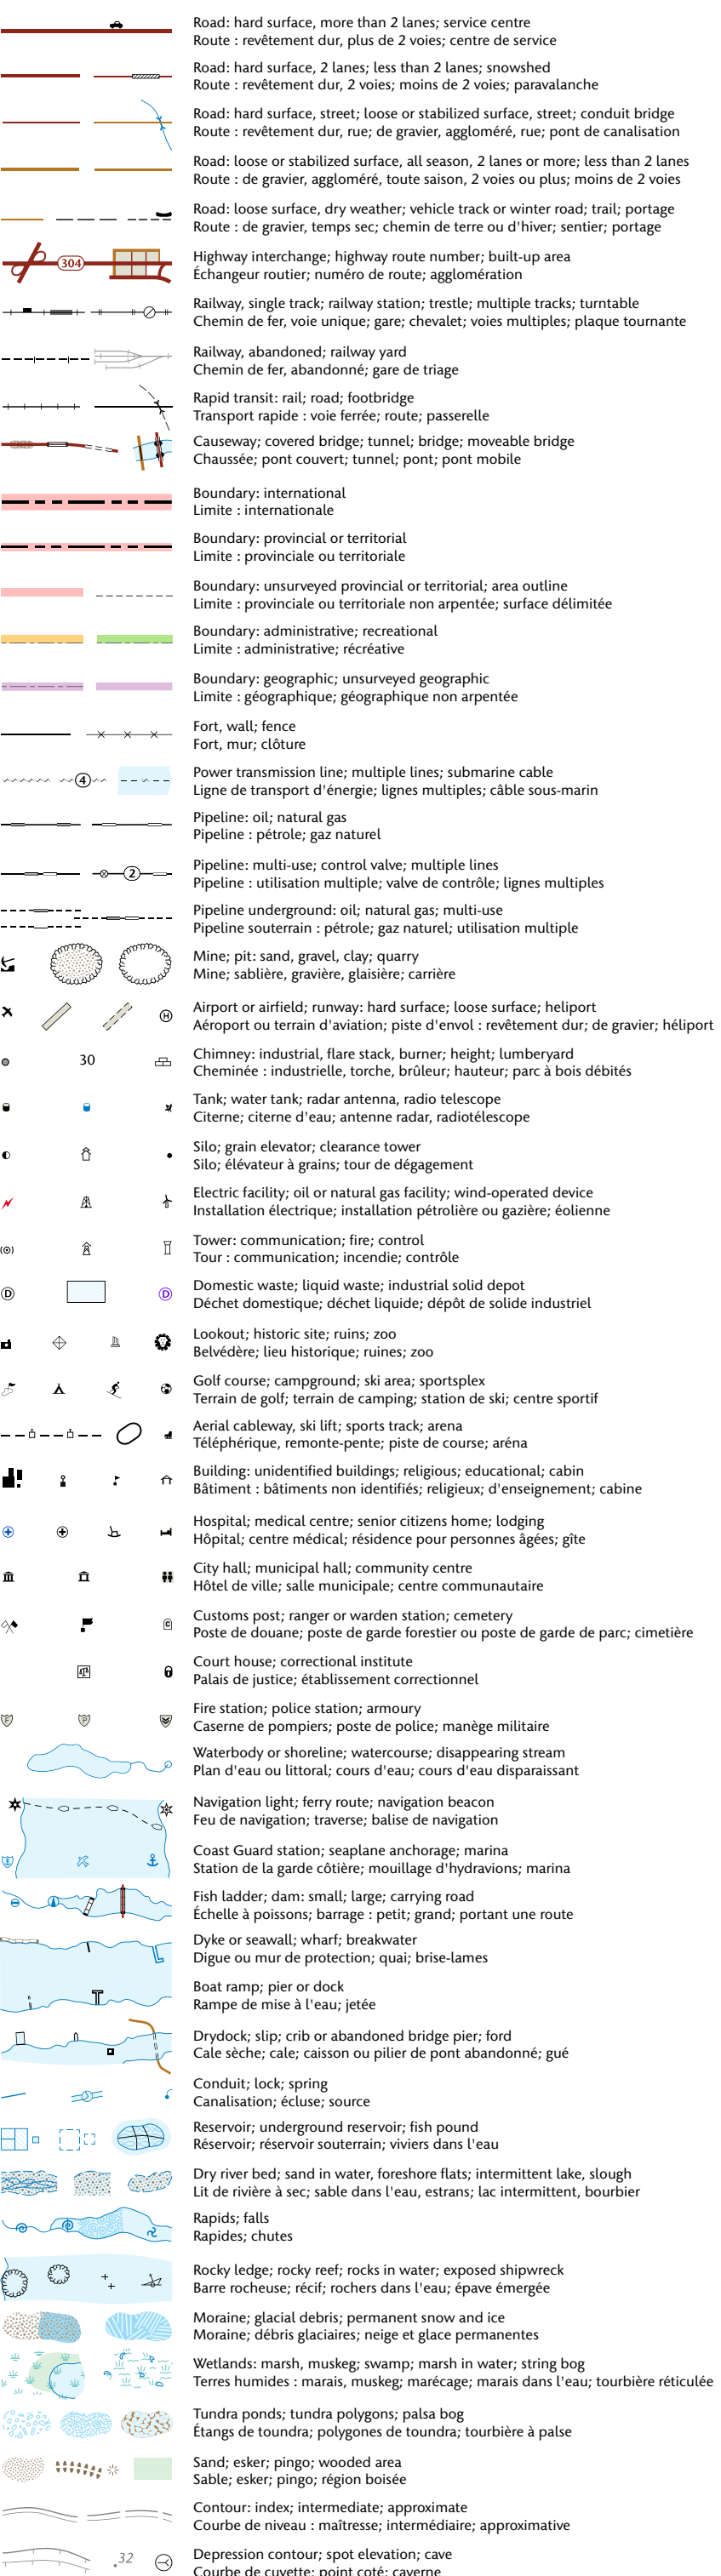 Road: hard surface, more than 2 lanes; service centre
Route : revêtement dur, plus de 2 voies; centre de service
Road: hard surface, 2 lanes; less than 2 lanes; snowshed
Route : revêtement dur, 2 voies; moins de 2 voies; paravalanche
Road: hard surface, street; loose or stabilized surface, street; conduit bridge
Route : revêtement dur, rue; de gravier, aggloméré, rue; pont de canalisation
Road: loose or stabilized surface, all season, 2 lanes or more; less than 2 lanes
Route : de gravier, aggloméré, toute saison, 2 voies ou plus; moins de 2 voies
Road: loose surface, dry weather; vehicle track or winter road; trail; portage
Route : de gravier, temps sec; chemin de terre ou d'hiver; sentier; portage
304
Highway interchange; highway route number; built-up area
Échangeur routier; numéro de route; agglomération
Railway, single track; railway station; trestle; multiple tracks; turntable
Chemin de fer, voie unique; gare; chevalet; voies multiples; plaque tournante
Railway, abandoned; railway yard
Chemin de fer, abandonné; gare de triage
Rapid transit: rail; road; footbridge
Transport rapide : voie ferrée; route; passerelle
Causeway; covered bridge; tunnel; bridge; moveable bridge
Chaussée; pont couvert; tunnel; pont; pont mobile
Boundary: international
Limite : internationale
Boundary: provincial or territorial
Limite : provinciale ou territoriale
Boundary: unsurveyed provincial or territorial; area outline
Limite : provinciale ou territoriale non arpentée; surface délimitée
Boundary: administrative; recreational
Limite : administrative; récréative
Boundary: geographic; unsurveyed geographic
Limite : géographique; géographique non arpentée
Fort, wall; fence
Fort, mur; clôture
4
Power transmission line; multiple lines; submarine cable
Ligne de transport d'énergie; lignes multiples; câble sous-marin
Pipeline: oil; natural gas
Pipeline : pétrole; gaz naturel
2
Pipeline: multi-use; control valve; multiple lines
Pipeline : utilisation multiple; valve de contrôle; lignes multiples
Pipeline underground: oil; natural gas; multi-use
Pipeline souterrain : pétrole; gaz naturel; utilisation multiple
Mine; pit: sand, gravel, clay; quarry
Mine; sablière, gravière, glaisière; carrière
H
Airport or airfield; runway: hard surface; loose surface; heliport
Aéroport ou terrain d'aviation; piste d'envol : revêtement dur; de gravier; héliport
30
Chimney: industrial, flare stack, burner; height; lumberyard
Cheminée : industrielle, torche, brûleur; hauteur; parc à bois débités
Tank; water tank; radar antenna, radio telescope
Citerne; citerne d'eau; antenne radar, radiotélescope
Silo; grain elevator; clearance tower
Silo; élévateur à grains; tour de dégagement
Electric facility; oil or natural gas facility; wind-operated device
Installation électrique; installation pétrolière ou gazière; éolienne
Tower: communication; fire; control
Tour : communication; incendie; contrôle
D D
Domestic waste; liquid waste; industrial solid depot
Déchet domestique; déchet liquide; dépôt de solide industriel
Lookout; historic site; ruins; zoo
Belvédère; lieu historique; ruines; zoo
Golf course; campground; ski area; sportsplex
Terrain de golf; terrain de camping; station de ski; centre sportif
Aerial cableway, ski lift; sports track; arena
Téléphérique, remonte-pente; piste de course; aréna
Building: unidentified buildings; religious; educational; cabin
Bâtiment : bâtiments non identifiés; religieux; d'enseignement; cabine
Hospital, medical centre; senior citizens home; lodging
Hôpital; centre médical; résidence pour personnes âgées; gîte
City hall; municipal hall; community centre
Hôtel de ville; salle municipale; centre communautaire
C
Customs post; ranger or warden station; cemetery
Poste de douane; poste de garde forestier ou poste de garde de parc; cimetière
Court house; correctional institute
Palais de justice; établissement correctionnel
F P
Fire station; police station; armoury
Caserne de pompiers; poste de police; manège militaire
Waterbody or shoreline; watercourse; disappearing stream
Plan d'eau ou littoral; cours d'eau; cours d'eau disparaissant
Navigation light; ferry route; navigation beacon
Feu de navigation; traverse; balise de navigation
Coast Guard station; seaplane anchorage; marina
Station de la garde côtière; mouillage d'hydravions; marina
Fish ladder; dam: small; large; carrying road
Échelle à poissons; barrage : petit; grand; portant une route
Dyke or seawall; wharf; breakwater
Digue ou mur de protection; quai; brise-lames
Boat ramp; pier or dock
Rampe de mise à l'eau; jetée
Drydock; slip; crib or abandoned bridge pier; ford
Cale sèche; cale; caisson ou pilier de pont abandonné; gué
Conduit; lock; spring
Canalisation; écluse; source
Reservoir; underground reservoir; fish pound
Réservoir; réservoir souterrain; viviers dans l'eau
Dry river bed; sand in water, foreshore flats; intermittent lake, slough
Lit de rivière à sec; sable dans l'eau, estrans; lac intermittent, bourbier
Rapids; falls
Rapides; chutes
Rocky ledge; rocky reef; rocks in water; exposed shipwreck
Barre rocheuse; récif; rochers dans l'eau; épave émergée
Moraine; glacial debris; permanent snow and ice
Moraine; débris glaciaires; neige et glace permanentes
Wetlands: marsh, muskeg; swamp; marsh in water; string bog
Terres humides : marais, muskeg; marécage; marais dans l'eau; tourbière réticulée
Tundra ponds; tundra polygons; palsa bog
Étangs de toundra; polygones de toundra; tourbière à palse
Sand; esker; pingo; wooded area
Sable; esker; pingo; région boisée
Contour: index; intermediate; approximate
Courbe de niveau : maîtresse; intermédiaire; approximative
.32
Depression contour; spot elevation; cave
Courbe de cuvette; point coté; caverne